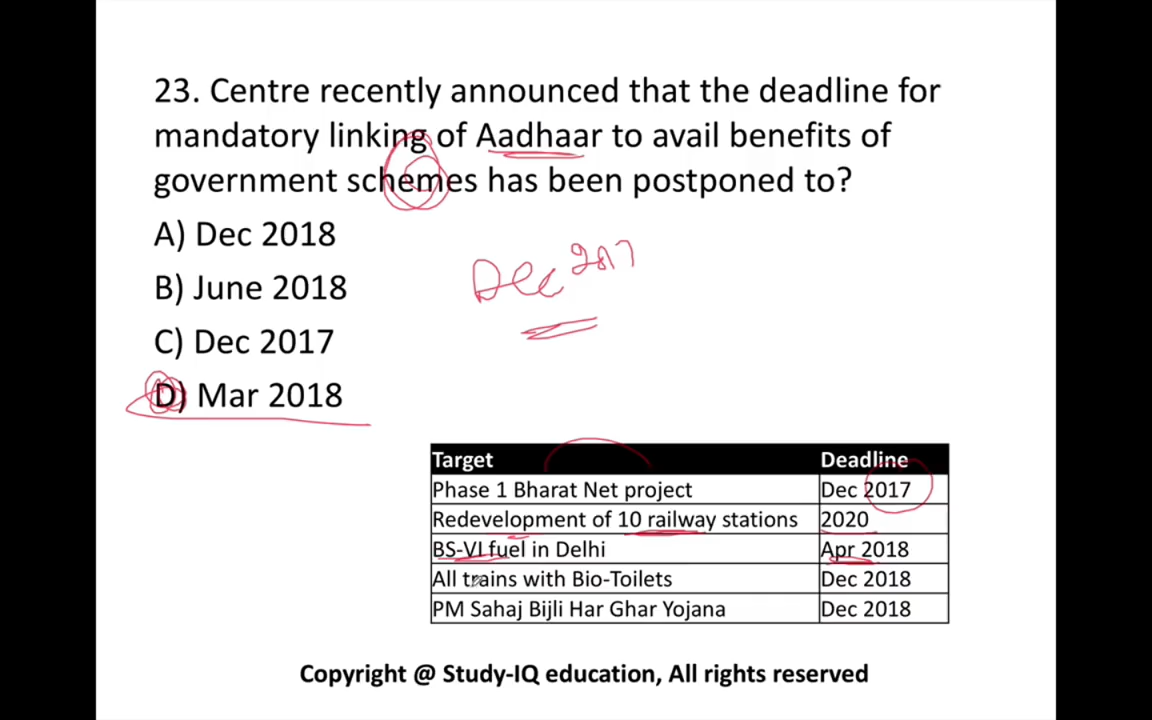 23. Centre recently announced that the deadline for
mandatory linking of Aadhaar to avail benefits of
government schemes has been postponed to?
A) Dec 2018
B) June 2018
Dec 2017
C) Dec 2017
D) Mar 2018
Target Deadline
Phase 1 Bharat Net project Dec 2017
Redevelopment of 10 railway stations 2020
BS-VI fuel in Delhi Apr 2018
All trains with Bio-Toilets Dec 2018
PM Sahaj Bijli Har Ghar Yojana Dec 2018
Copyright @ Study-IQ education, All rights reserved